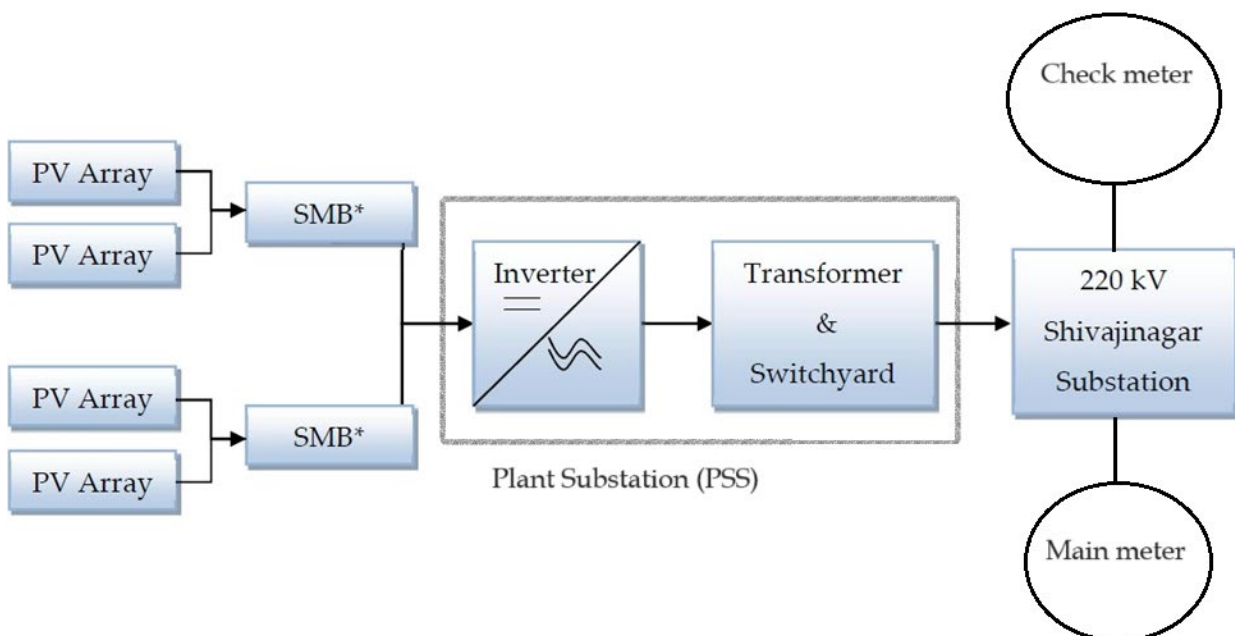 PV Array
PV Array
SMB*
PV Array
PV Array
SMB*
Inverter
Transformer
&
Switchyard
Plant Substation (PSS)
Check meter
220 kV
Shivajinagar
Substation
Main meter